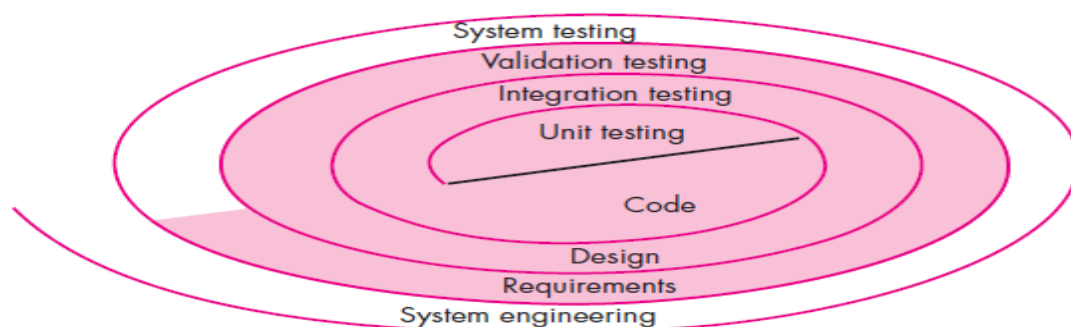 System testing
Validation testing
Integration testing
Unit testing
Code
Design
Requirements
System engineering